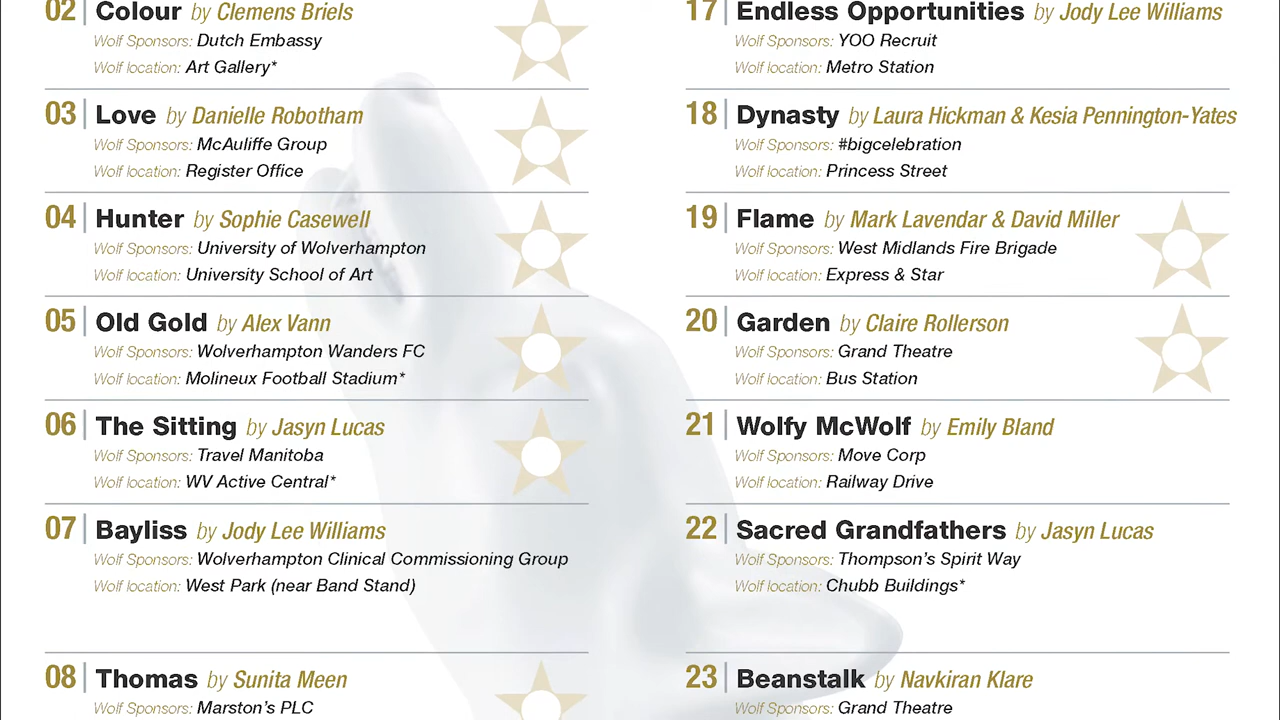 02 Colour by Clemens Briels
Wolf Sponsors: Dutch Embassy
Wolf location: Art Gallery*
03 Love by Danielle Robotham
Wolf Sponsors: McAuliffe Group
Wolf location: Register Office
04 Hunter by Sophie Casewell
Wolf Sponsors: University of Wolverhampton
Wolf location: University School of Art
05 Old Gold by Alex Vann
Wolf Sponsors: Wolverhampton Wanders FC
Wolf location: Molineux Football Stadium*
06 The Sitting by Jasyn Lucas
Wolf Sponsors: Travel Manitoba
Wolf location: WV Active Central*
07 Bayliss by Jody Lee Williams
Wolf Sponsors: Wolverhampton Clinical Commissioning Group
Wolf location: West Park (near Band Stand)
08 Thomas by Sunita Meen
Wolf Sponsors: Marston's PLC
17 Endless Opportunities by Jody Lee Williams
Wolf Sponsors: YOO Recruit
Wolf location: Metro Station
18 Dynasty by Laura Hickman & Kesia Pennington-Yates
Wolf Sponsors: #bigcelebration
Wolf location: Princess Street
19 Flame by Mark Lavendar & David Miller
Wolf Sponsors: West Midlands Fire Brigade
Wolf location: Express & Star
20 Garden by Claire Rollerson
Wolf Sponsors: Grand Theatre
Wolf location: Bus Station
21 Wolfy McWolf by Emily Bland
Wolf Sponsors: Move Corp
Wolf location: Railway Drive
22 Sacred Grandfathers by Jasyn Lucas
Wolf Sponsors: Thompson's Spirit Way
Wolf location: Chubb Buildings*
23 Beanstalk by Navkiran Klare
Wolf Sponsors: Grand Theatre